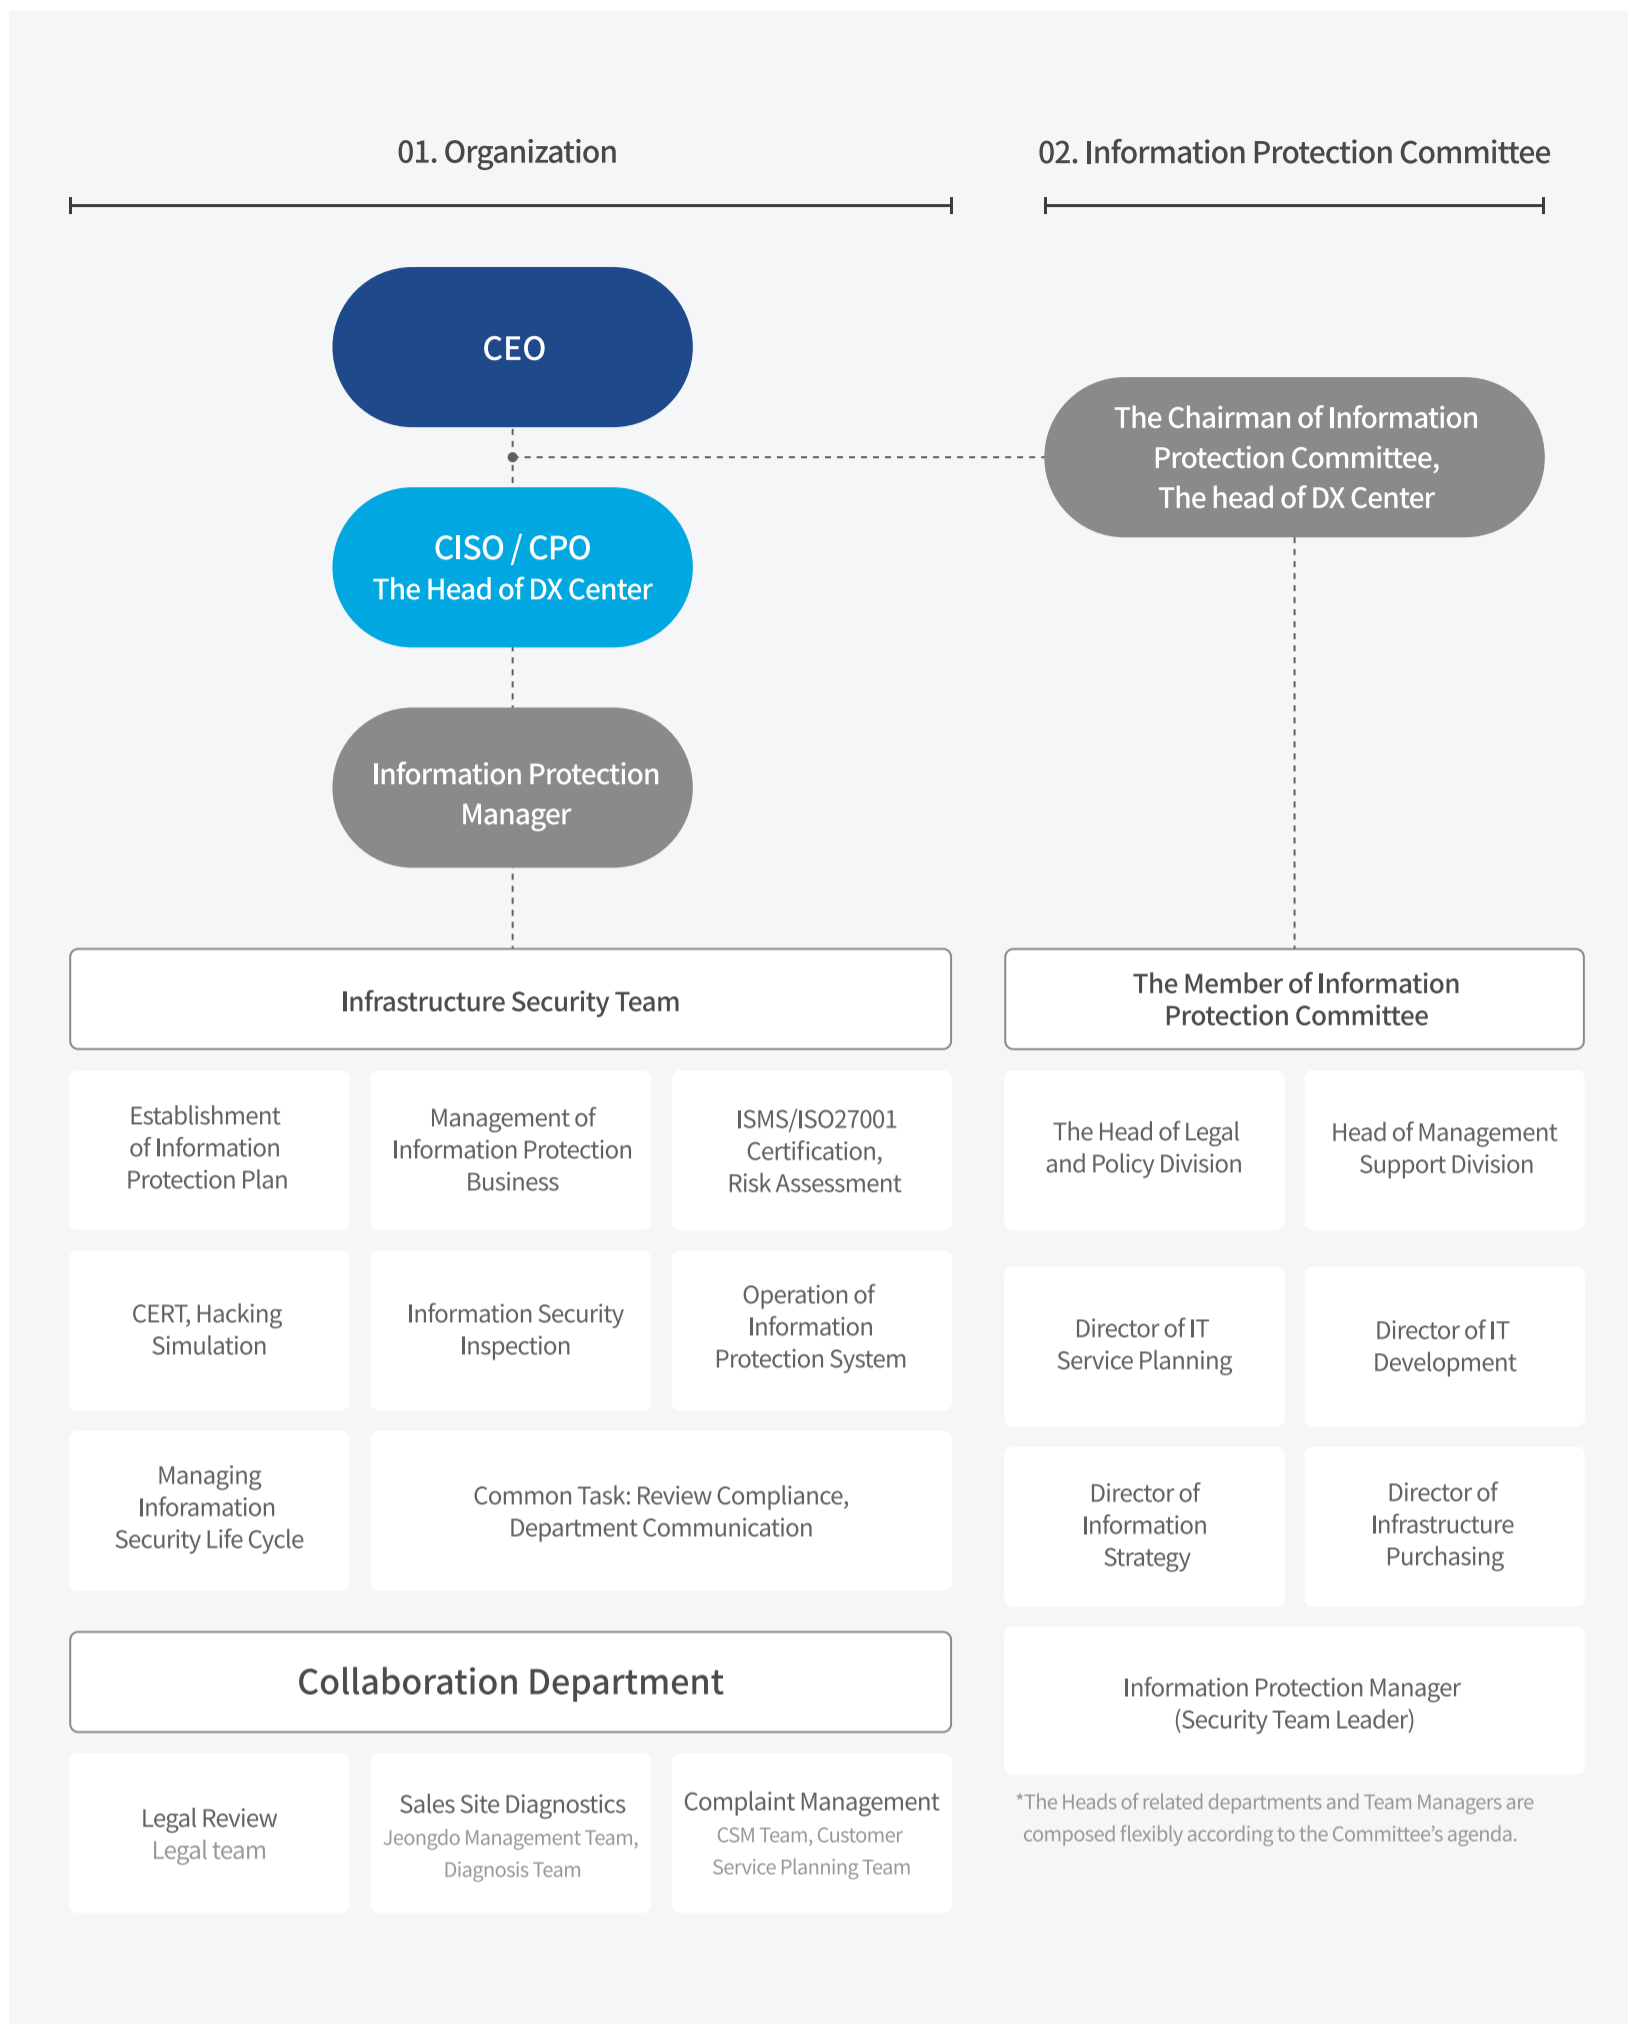 01. Organization
CEO
CISO / CPO
The Head of DX Center
Information Protection
Manager
Infrastructure Security Team
Establishment
of Information
Protection Plan
Management of
Information Protection
Business
ISMS/ISO27001
Certification,
Risk Assessment
CERT, Hacking
Simulation
Information Security
Inspection
Operation of
Information
Protection System
Managing
Inforamation
Security Life Cycle
Common Task: Review Compliance,
Department Communication
Collaboration Department
Legal Review
Legal team
Sales Site Diagnostics
Jeongdo Management Team,
Diagnosis Team
Complaint Management
CSM Team, Customer
Service Planning Team
02. Information Protection Committee
The Chairman of Information
Protection Committee,
The head of DX Center
The Member of Information
Protection Committee
The Head of Legal
and Policy Division
Head of Management
Support Division
Director of IT
Service Planning
Director of IT
Development
Director of
Information
Strategy
Director of
Infrastructure
Purchasing
Information Protection Manager
(Security Team Leader)
*The Heads of related departments and Team Managers are
composed flexibly according to the Committee’s agenda.